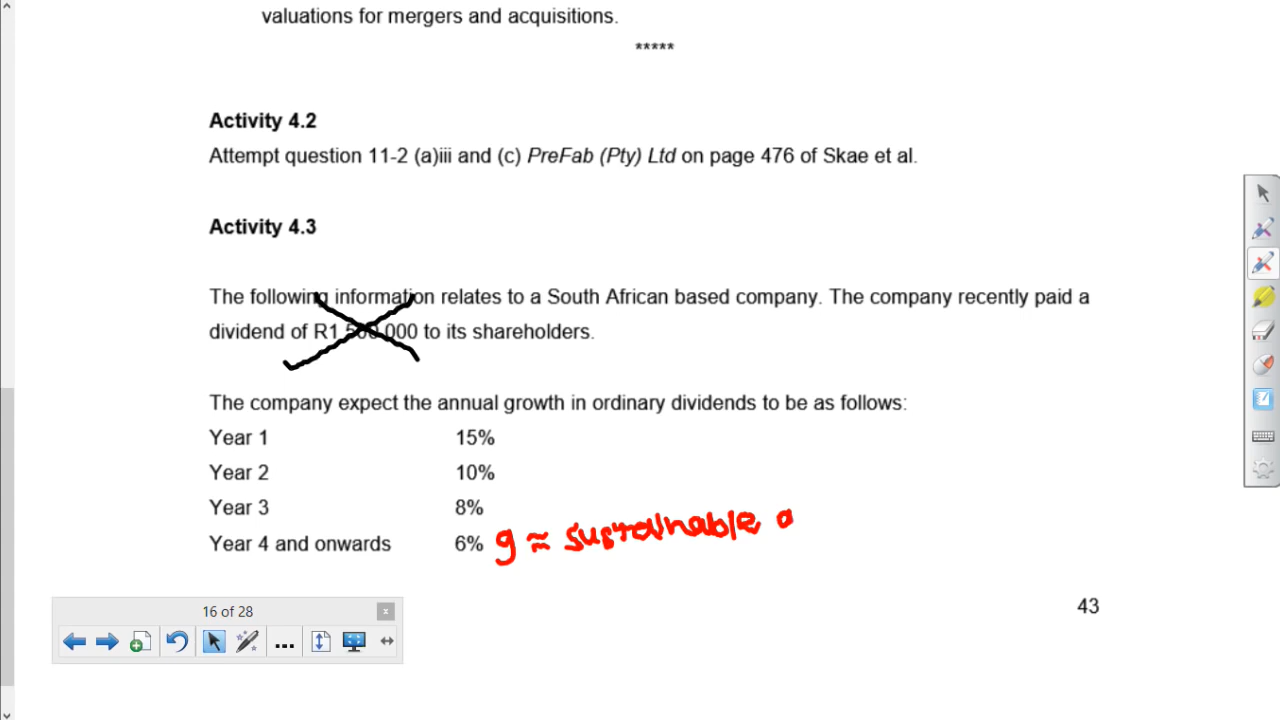 valuations for mergers and acquisitions.
*****
Activity 4.2
Attempt question 11-2 (a)iii and (c) PreFab (Pty) Ltd on page 476 of Skae et al.
Activity 4.3
The following information relates to a South African based company. The company recently paid a
dividend of R1 500 000 to its shareholders.
The company expect the annual growth in ordinary dividends to be as follows:
Year 1 15%
Year 2 10%
Year 3 8%
Year 4 and onwards 6% g ≈ sustainable
43
16 of 28